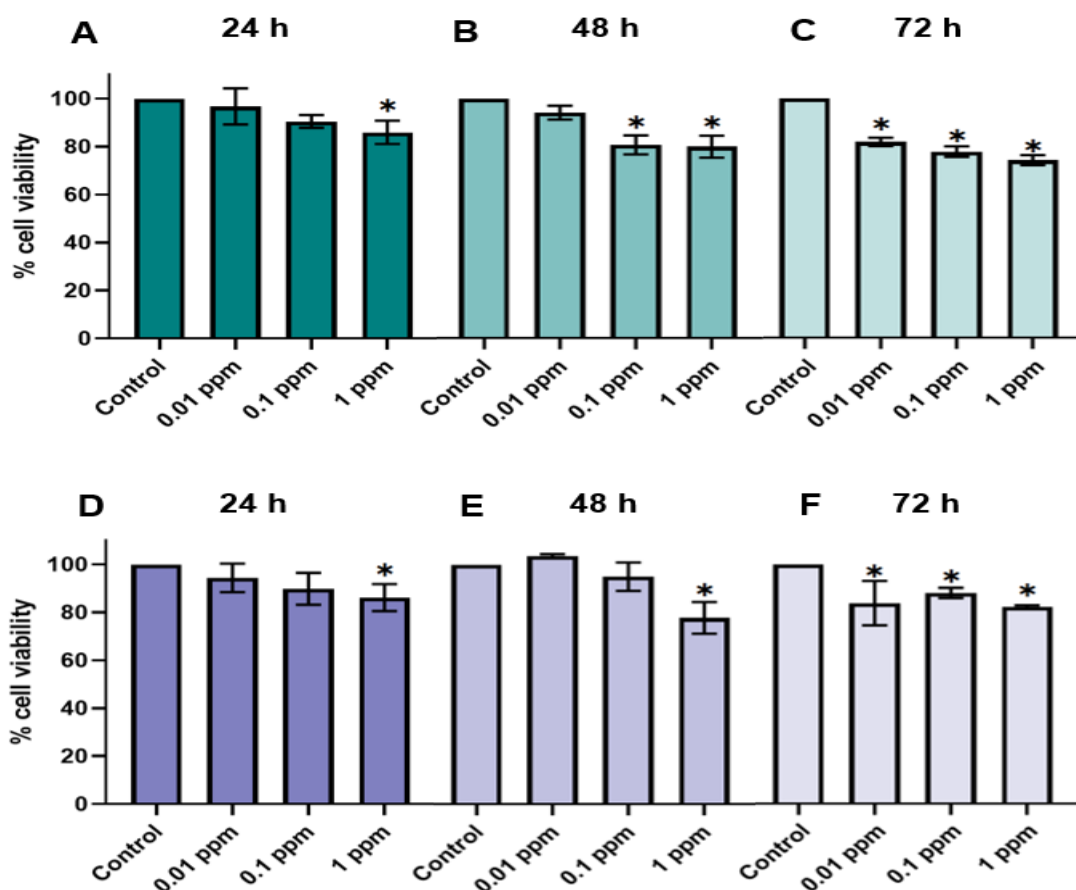 A 24 h B 48 h C 72 h
% cell viability
100
80
60
40
20
0
* * * * * *
Control 0.01 ppm 0.1 ppm 1 ppm Control 0.01 ppm 0.1 ppm 1 ppm Control 0.01 ppm 0.1 ppm 1 ppm
D 24 h E 48 h F 72 h
% cell viability
100
80
60
40
20
0
* * * * *
Control 0.01 ppm 0.1 ppm 1 ppm Control 0.01 ppm 0.1 ppm 1 ppm Control 0.01 ppm 0.1 ppm 1 ppm